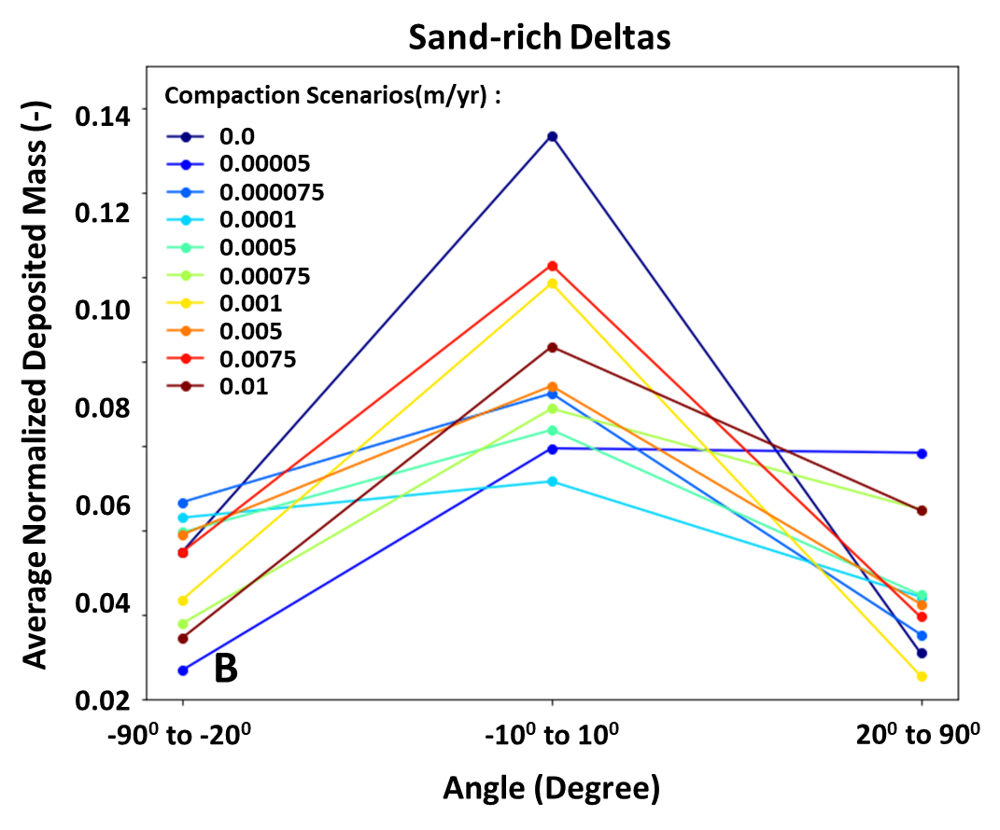 Sand-rich Deltas
Compaction Scenarios(m/yr) :
0.0
0.00005
0.000075
0.0001
0.0005
0.00075
0.001
0.005
0.0075
0.01
Average Normalized Deposited Mass (-)
0.14
0.12
0.10
0.08
0.06
0.04
0.02
B
-90⁰ to -20⁰
-10⁰ to 10⁰
20⁰ to 90⁰
Angle (Degree)